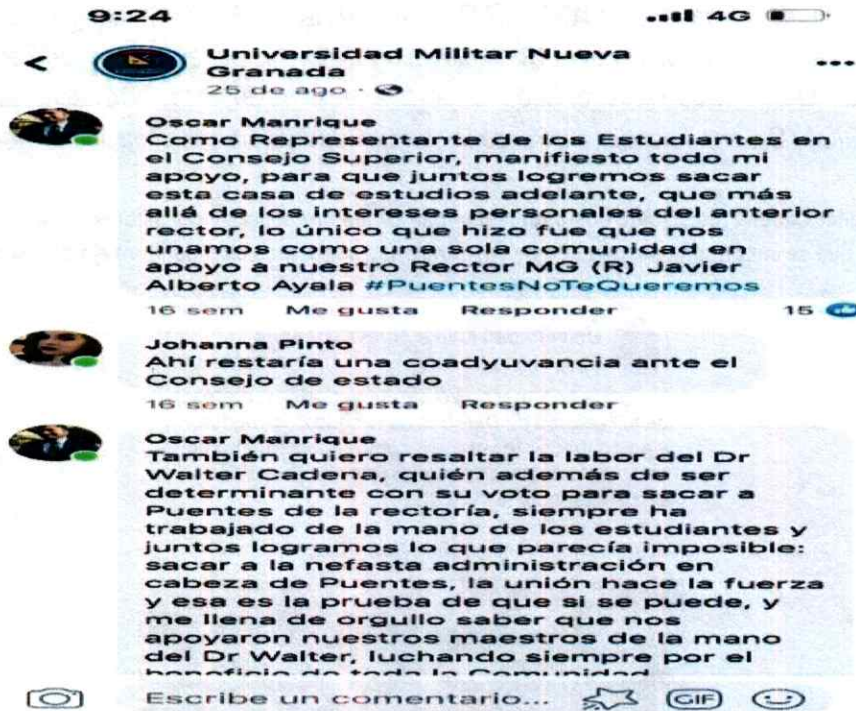 9:24 4G
Universidad Militar Nueva
Granada
25 de ago ·
Oscar Manrique
Como Representante de los Estudiantes en
el Consejo Superior, manifiesto todo mi
apoyo, para que juntos logremos sacar
esta casa de estudios adelante, que más
allá de los intereses personales del anterior
rector, lo único que hizo fue que nos
unamos como una sola comunidad en
apoyo a nuestro Rector MG (R) Javier
Alberto Ayala #PuentesNoTeQueremos
16 sem Me gusta Responder 15
Johanna Pinto
Ahí restaría una coadyuvancia ante el
Consejo de estado
16 sem Me gusta Responder
Oscar Manrique
También quiero resaltar la labor del Dr
Walter Cadena, quién además de ser
determinante con su voto para sacar a
Puentes de la rectoría, siempre ha
trabajado de la mano de los estudiantes y
juntos logramos lo que parecía imposible:
sacar a la nefasta administración en
cabeza de Puentes, la unión hace la fuerza
y esa es la prueba de que si se puede, y
me llena de orgullo saber que nos
apoyaron nuestros maestros de la mano
del Dr Walter, luchando siempre por el
beneficio de toda la Comunidad
Escribe un comentario... GIF